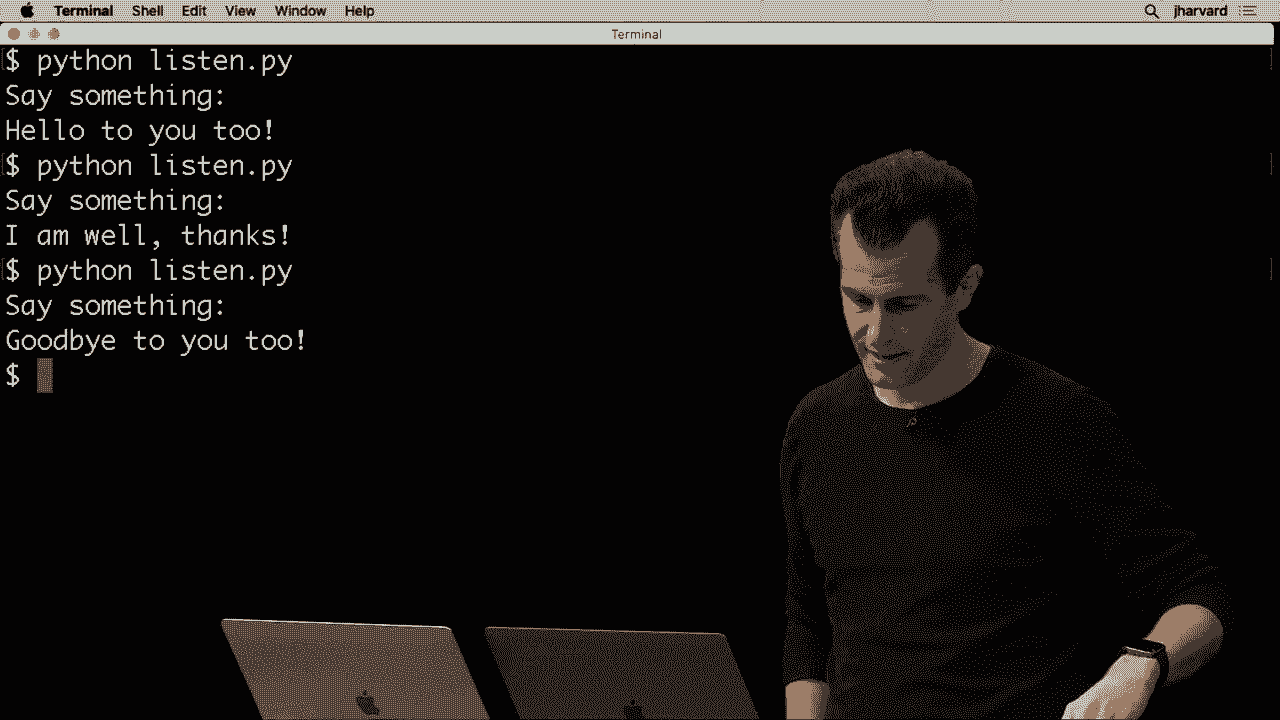 Terminal Shell Edit View Window Help jharvard
Terminal
$ python listen.py
Say something:
Hello to you too!
$ python listen.py
Say something:
I am well, thanks!
$ python listen.py
Say something:
Goodbye to you too!
$